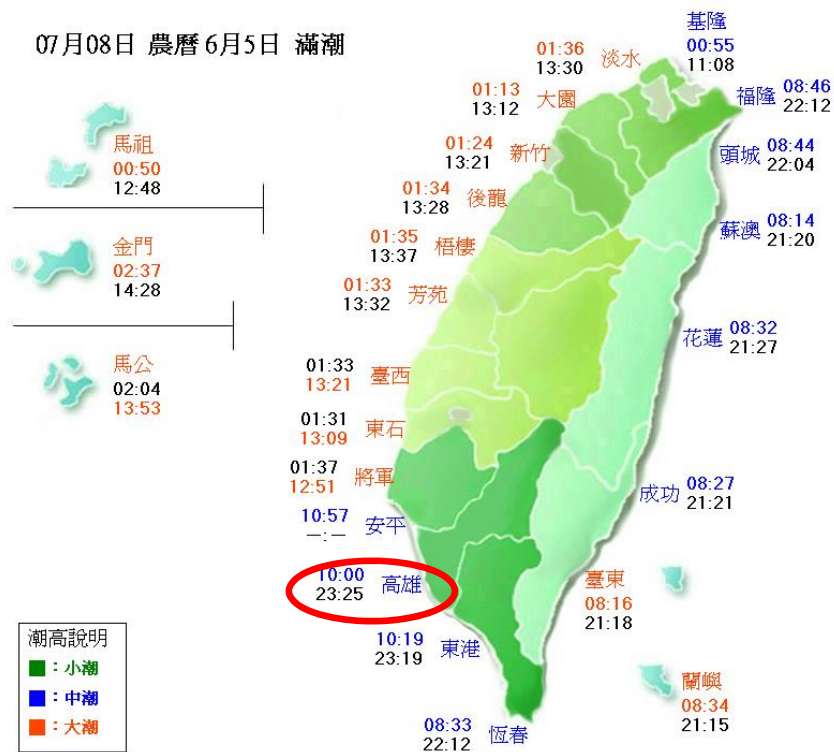 07月08日 農曆 6月5日 滿潮
基隆
00:55
11:08
01:36 淡水
13:30
01:13 大園
13:12
福隆 08:46
22:12
01:24 新竹
13:21
頭城 08:44
22:04
馬祖
00:50
12:48
01:34 後龍
13:28
蘇澳 08:14
21:20
金門
02:37
14:28
01:35 梧棲
13:37
01:33 芳苑
13:32
花蓮 08:32
21:27
馬公
02:04
13:53
01:33 臺西
13:21
01:31 東石
13:09
01:37 將軍
12:51
成功 08:27
21:21
10:57 安平
—:—
10:00 高雄
23:25
臺東
08:16
21:18
10:19 東港
23:19
蘭嶼
08:34
21:15
08:33 恆春
22:12
潮高說明
:小潮
:中潮
:大潮